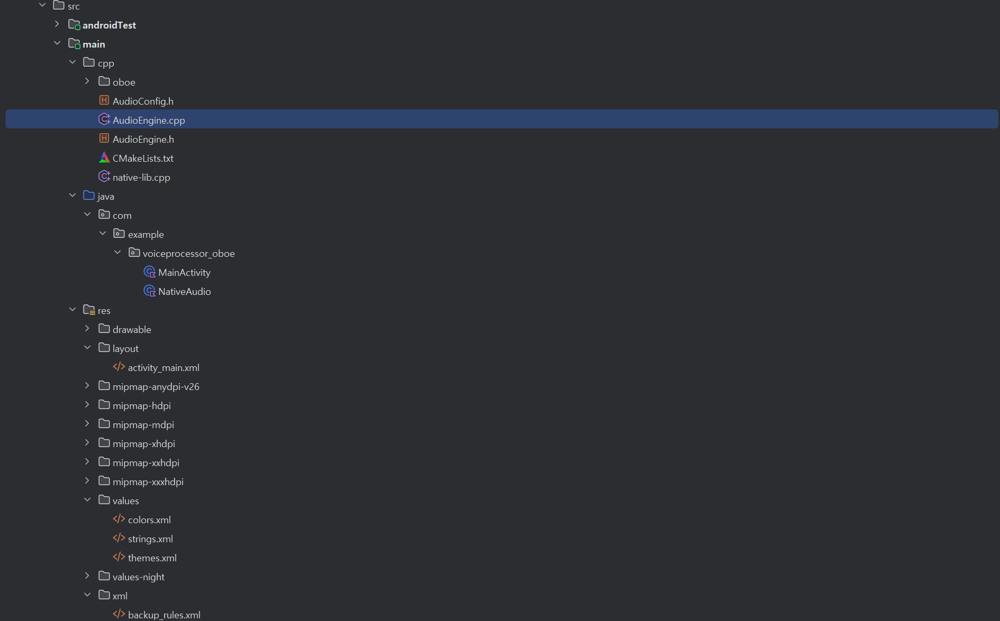 src
androidTest
main
cpp
oboe
AudioConfig.h
AudioEngine.cpp
AudioEngine.h
CMakeLists.txt
native-lib.cpp
java
com
example
voiceprocessor_oboe
MainActivity
NativeAudio
res
drawable
layout
activity_main.xml
mipmap-anydpi-v26
mipmap-hdpi
mipmap-mdpi
mipmap-xhdpi
mipmap-xxhdpi
mipmap-xxxhdpi
values
colors.xml
strings.xml
themes.xml
values-night
xml
backup_rules.xml